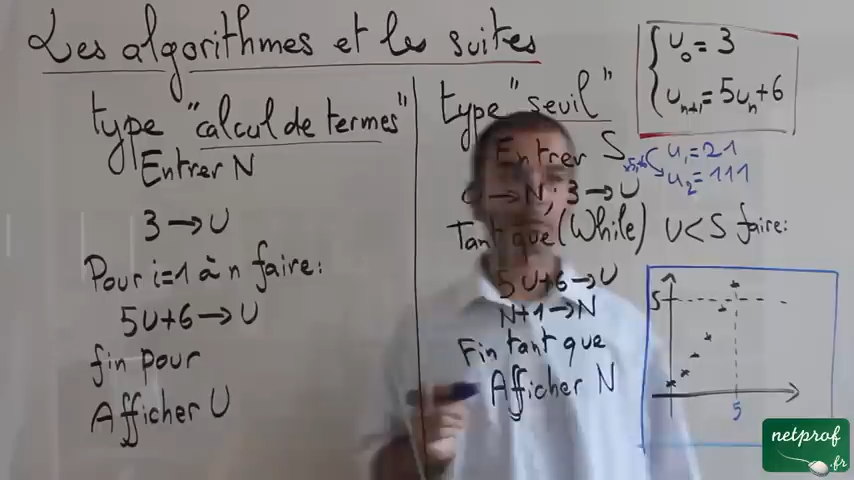 Les algorithmes et les suites
type "calcul de termes"
Entrer N
3 → U
Pour i=1 à n faire:
5U+6 → U
fin pour
Afficher U
type "seuil"
Entrer S
0 → N; 3 → U
Tant que (While) U < S faire:
5U+6 → U
N+1 → N
Fin tant que
Afficher N
U₀ = 3
Uₙ₊₁ = 5Uₙ+6
x5,+6
U₁ = 21
U₂ = 111
S
5
netprof
.fr